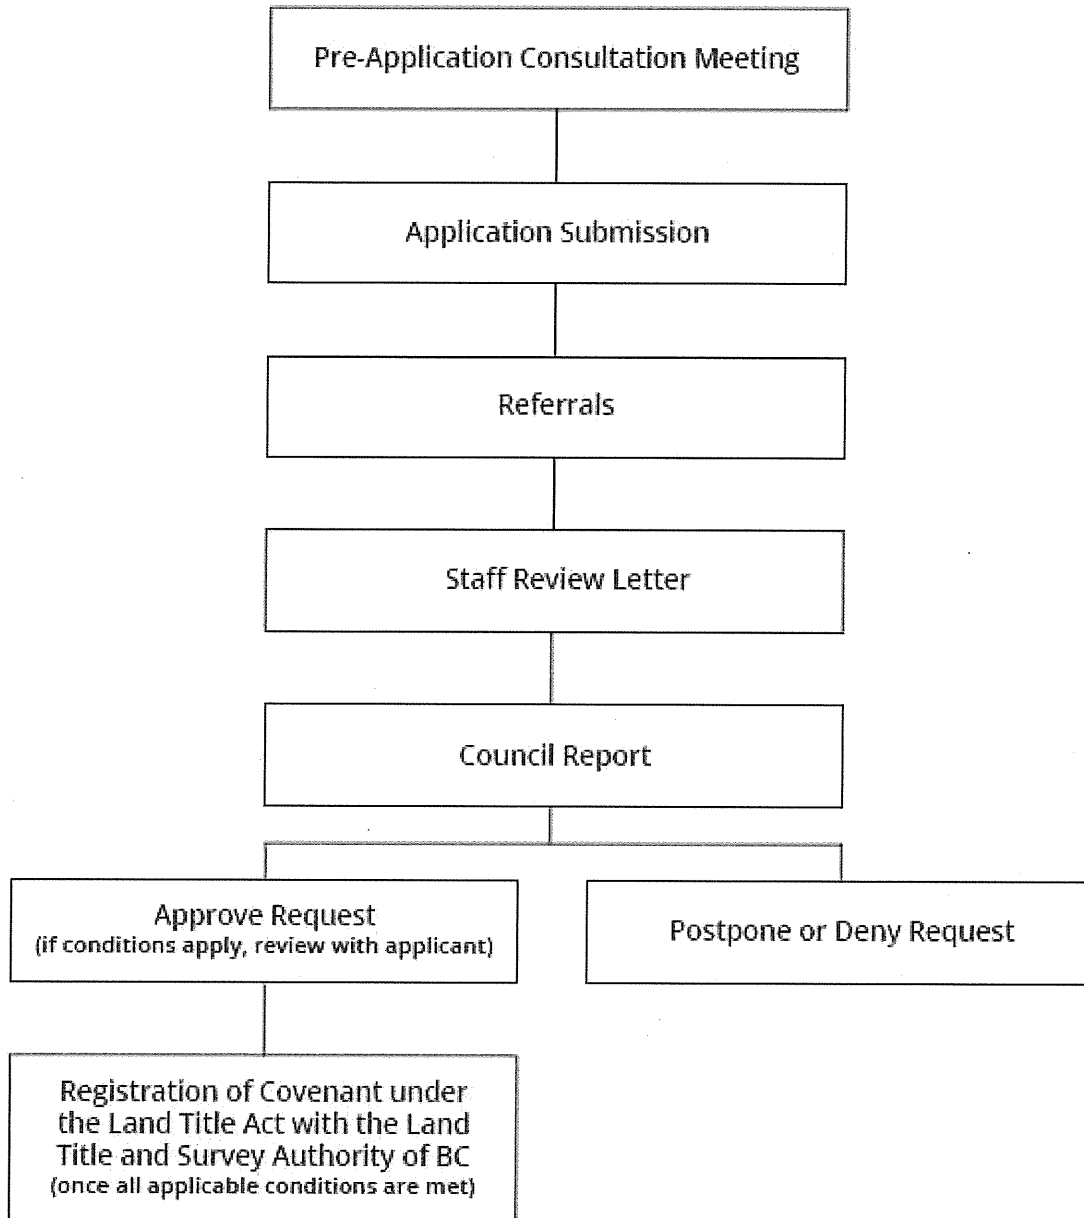 Pre-Application Consultation Meeting
Application Submission
Referrals
Staff Review Letter
Council Report
Approve Request
(if conditions apply, review with applicant)
Postpone or Deny Request
Registration of Covenant under
the Land Title Act with the Land
Title and Survey Authority of BC
(once all applicable conditions are met)